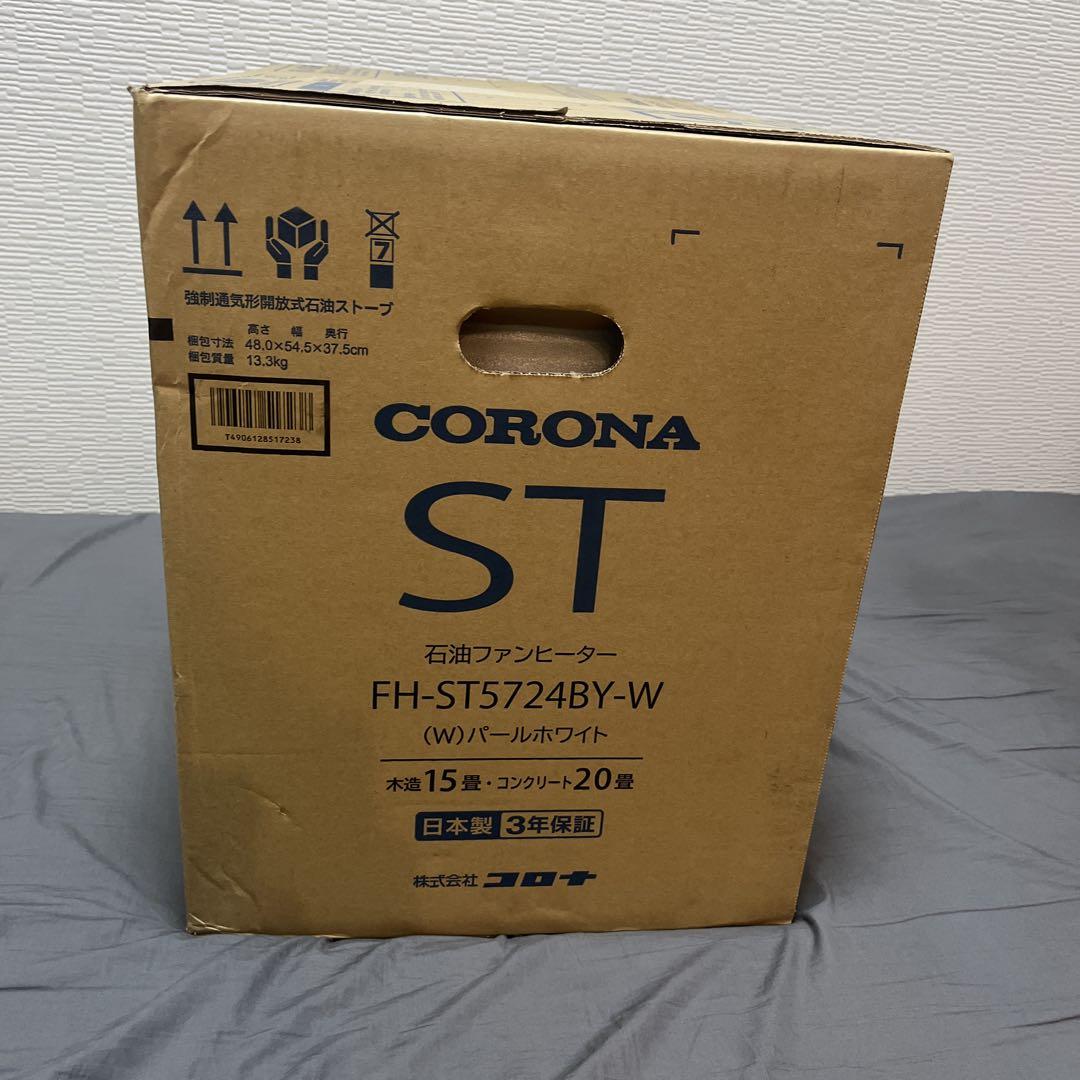 7
強制通気形開放式石油ストーブ
高さ 幅 奥行
梱包寸法 48.0×54.5×37.5cm
梱包質量 13.3kg
T4906128517238
CORONA
ST
石油ファンヒーター
FH-ST5724BY-W
(W)パールホワイト
木造15畳・コンクリート20畳
日本製 3年保証
株式会社 コロナ